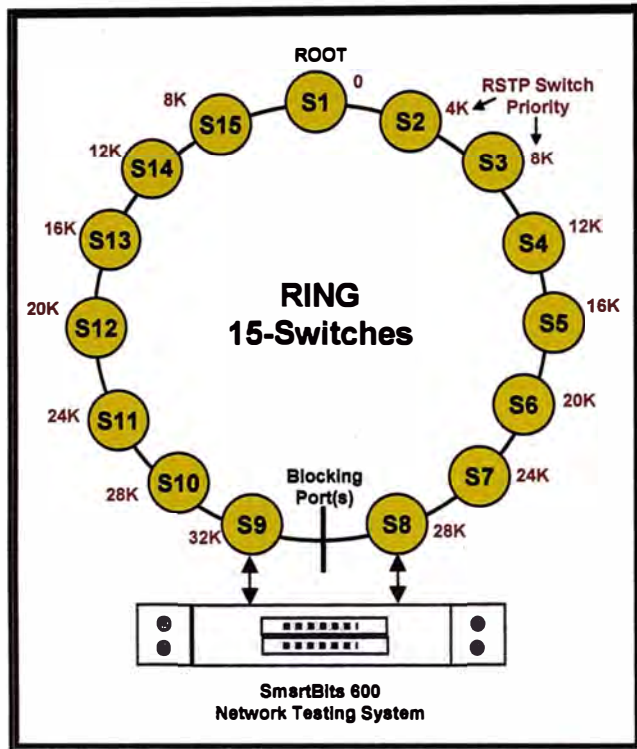 ROOT
0
S1
8K
S15
S2
4K
RSTP Switch
Priority
12K
S14
S3
8K
16K
S13
S4
12K
RING
15-Switches
20K
S12
S5
16K
24K
S11
S6
20K
28K
S10
Blocking
Port(s)
S7
24K
32K
S9
S8
28K
SmartBits 600
Network Testing System